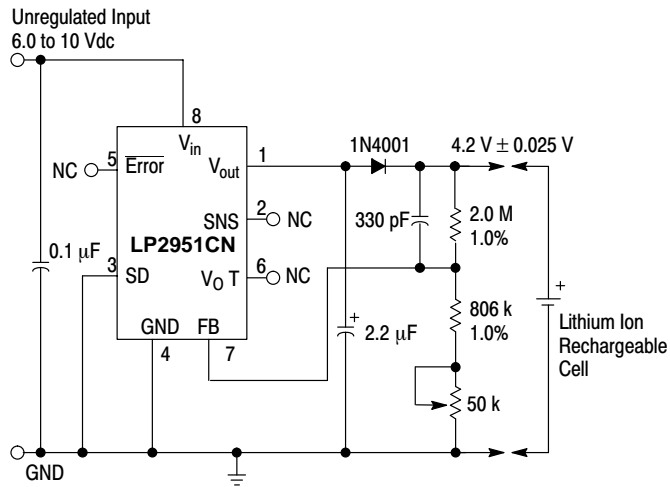 Unregulated Input
6.0 to 10 Vdc
8
Vin
1N4001
4.2 V ± 0.025 V
5
Error
Vout
1
NC
SNS
2
NC
330 pF
2.0 M
1.0%
LP2951CN
0.1 µF
3
SD
VO T
6
NC
806 k
1.0%
GND
FB
4
7
+
2.2 µF
+
Lithium Ion
Rechargeable
Cell
50 k
GND